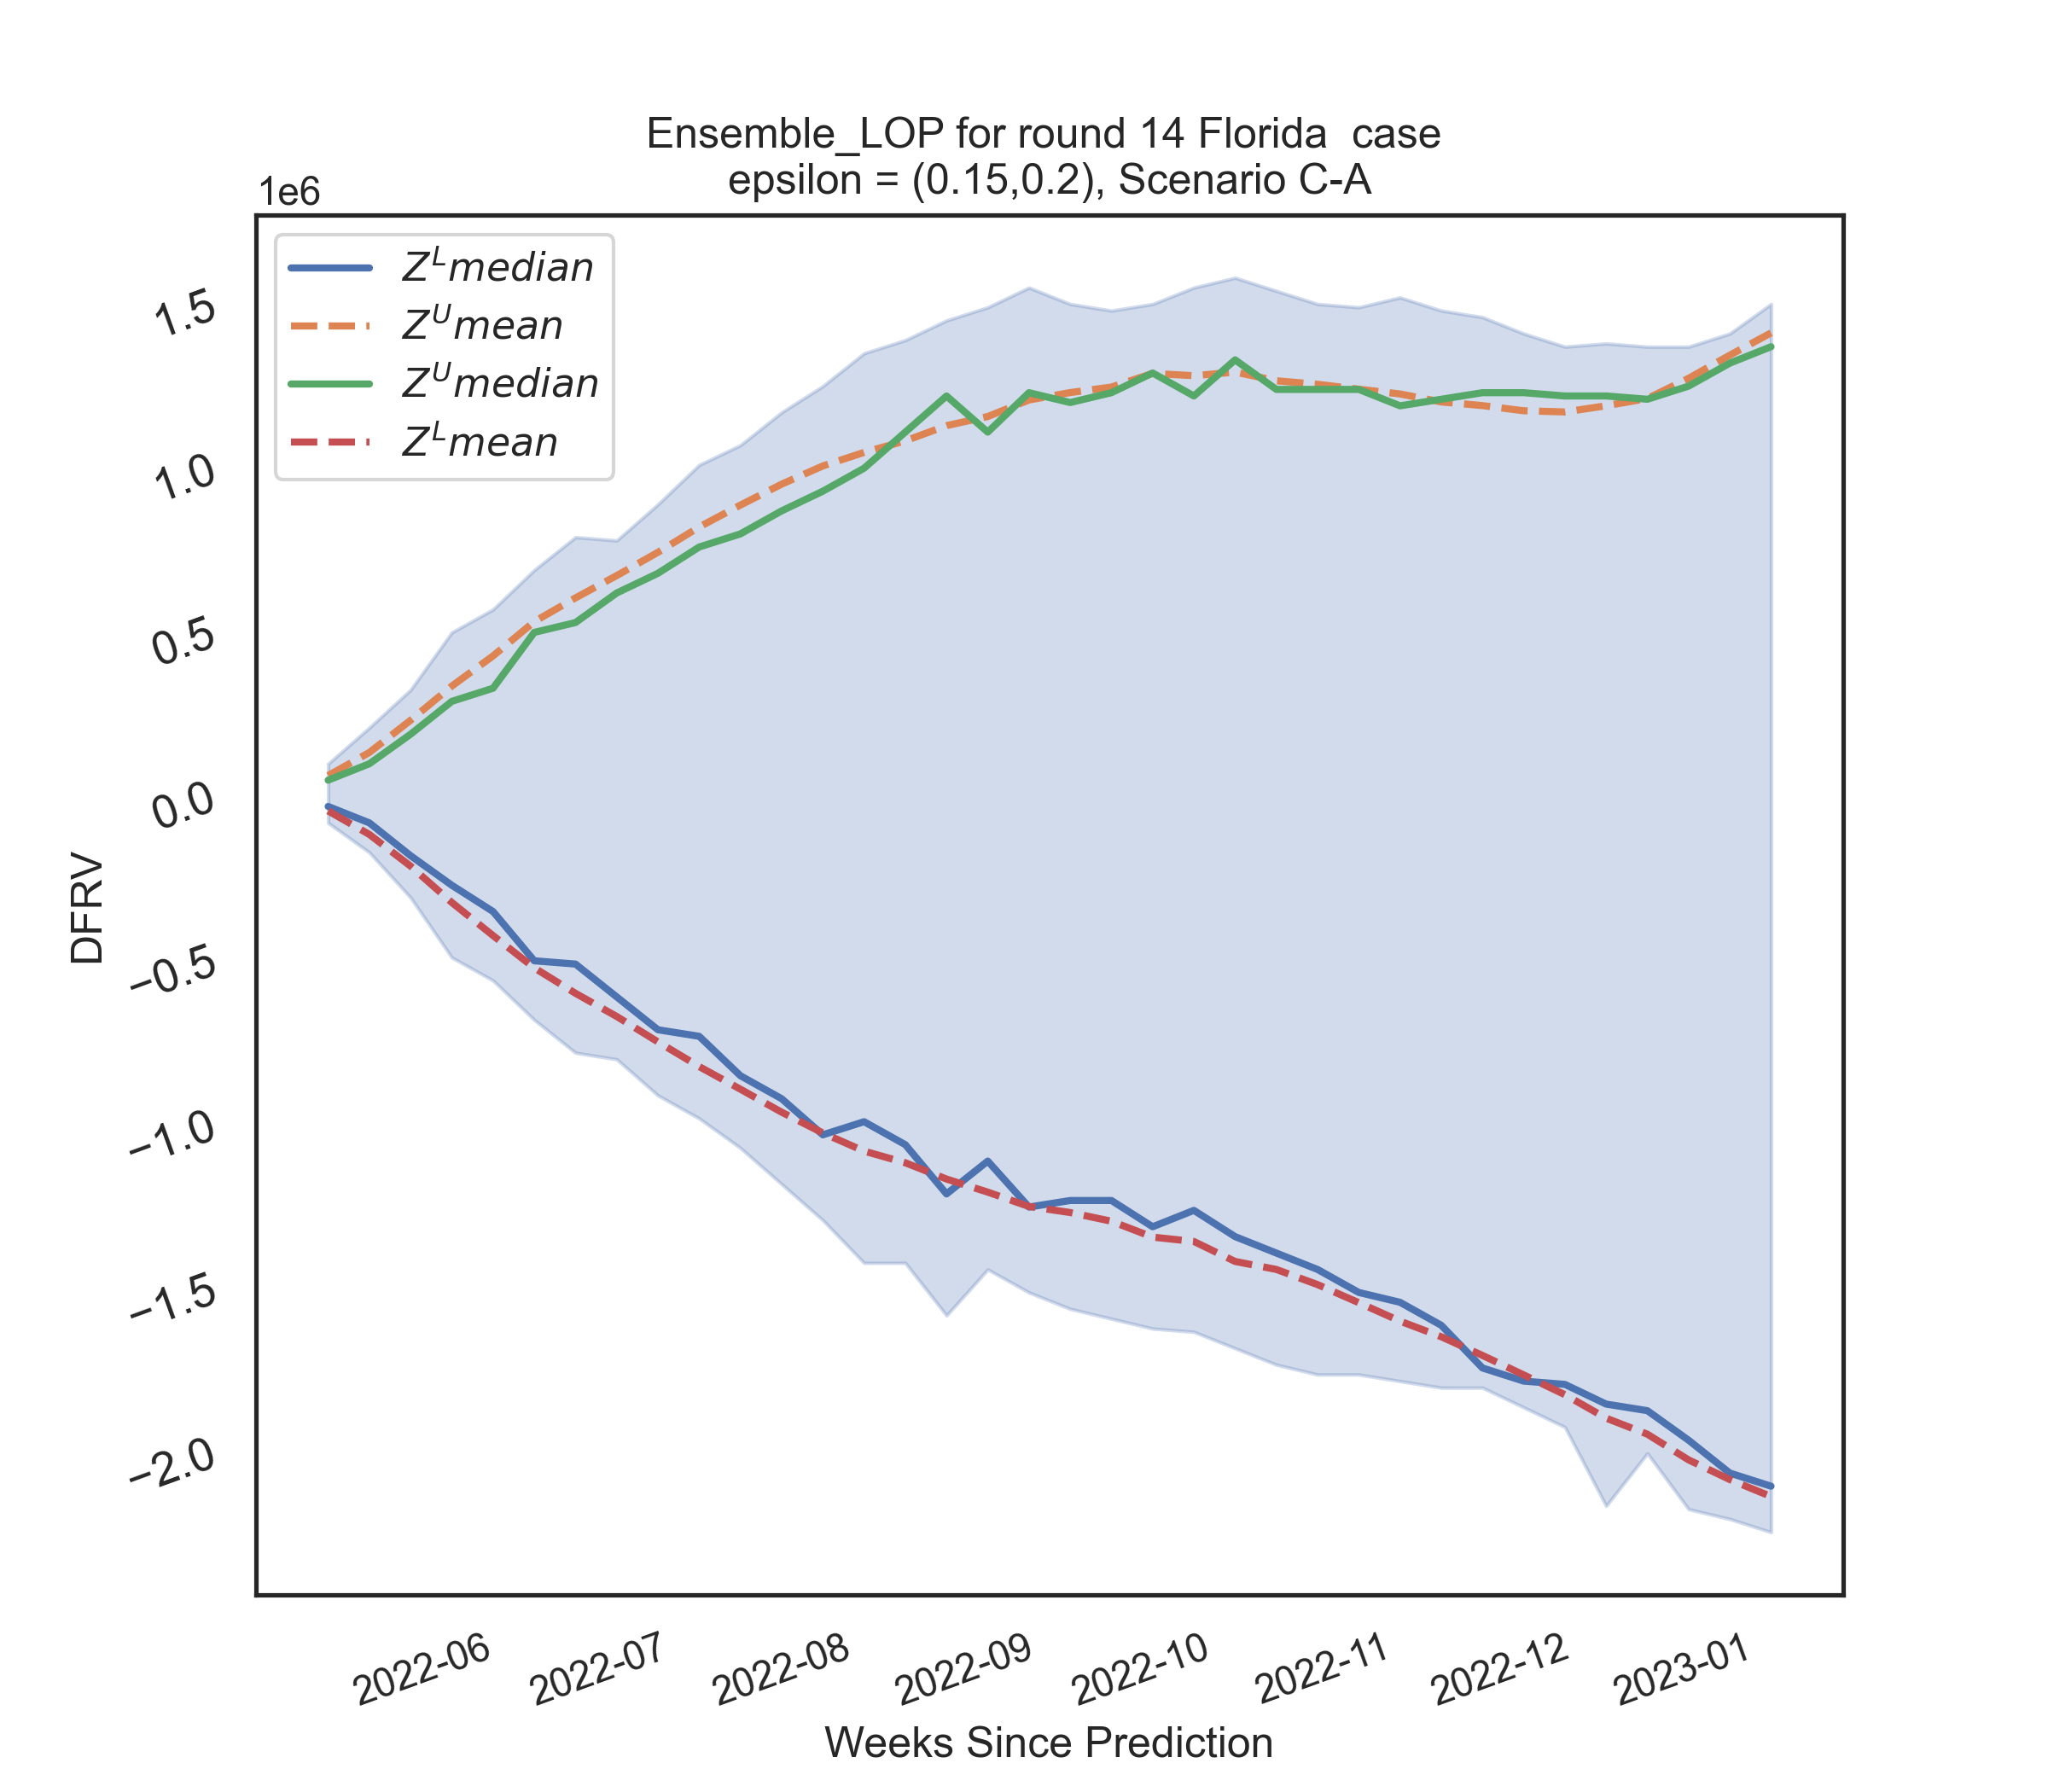 Ensemble_LOP for round 14 Florida  case
epsilon = (0.15,0.2), Scenario C-A
1e6
Z^L median
Z^U mean
Z^U median
Z^L mean
1.5
1.0
0.5
0.0
−0.5
−1.0
−1.5
−2.0
DFRV
2022-06
2022-07
2022-08
2022-09
2022-10
2022-11
2022-12
2023-01
Weeks Since Prediction